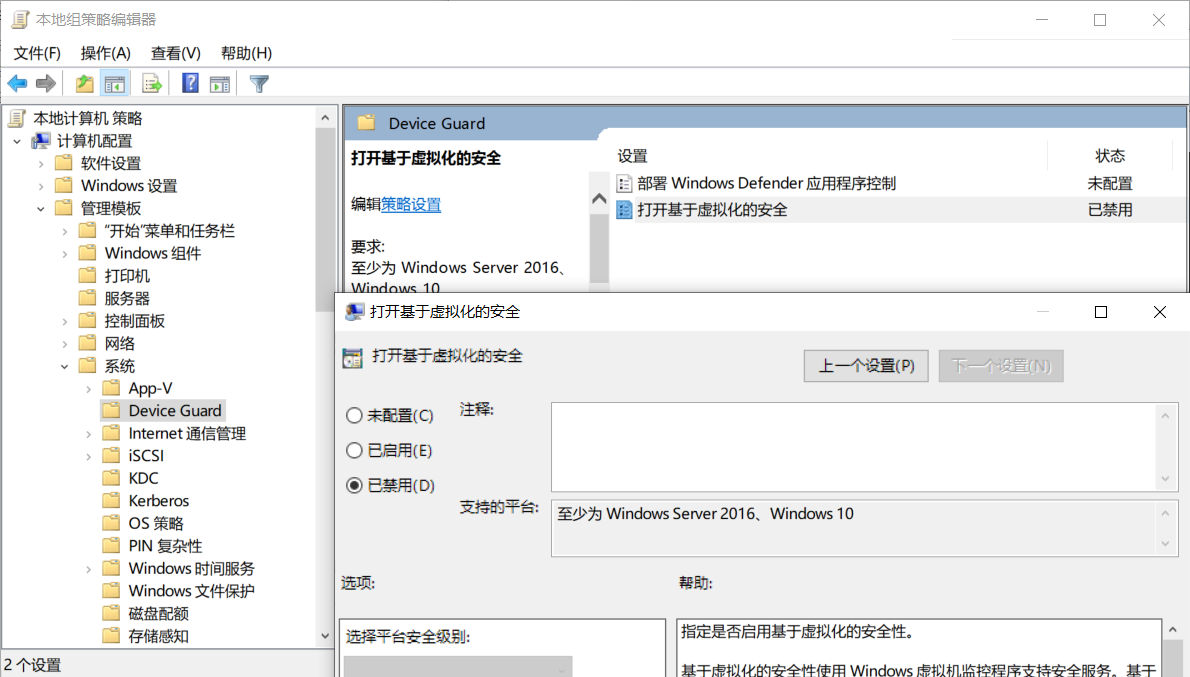 本地组策略编辑器
文件(F) 操作(A) 查看(V) 帮助(H)
本地计算机 策略
计算机配置
软件设置
Windows 设置
管理模板
“开始”菜单和任务栏
Windows 组件
打印机
服务器
控制面板
网络
系统
App-V
Device Guard
Internet 通信管理
iSCSI
KDC
Kerberos
OS 策略
PIN 复杂性
Windows 时间服务
Windows 文件保护
磁盘配额
存储感知
2 个设置
Device Guard
打开基于虚拟化的安全
编辑策略设置
要求:
至少为 Windows Server 2016、
Windows 10
设置 状态
部署 Windows Defender 应用程序控制 未配置
打开基于虚拟化的安全 已禁用
打开基于虚拟化的安全
打开基于虚拟化的安全
上一个设置(P) 下一个设置(N)
未配置(C) 注释:
已启用(E)
已禁用(D)
支持的平台: 至少为 Windows Server 2016、Windows 10
选项: 帮助:
选择平台安全级别:
指定是否启用基于虚拟化的安全性。
基于虚拟化的安全性使用 Windows 虚拟机监控程序支持安全服务。基于